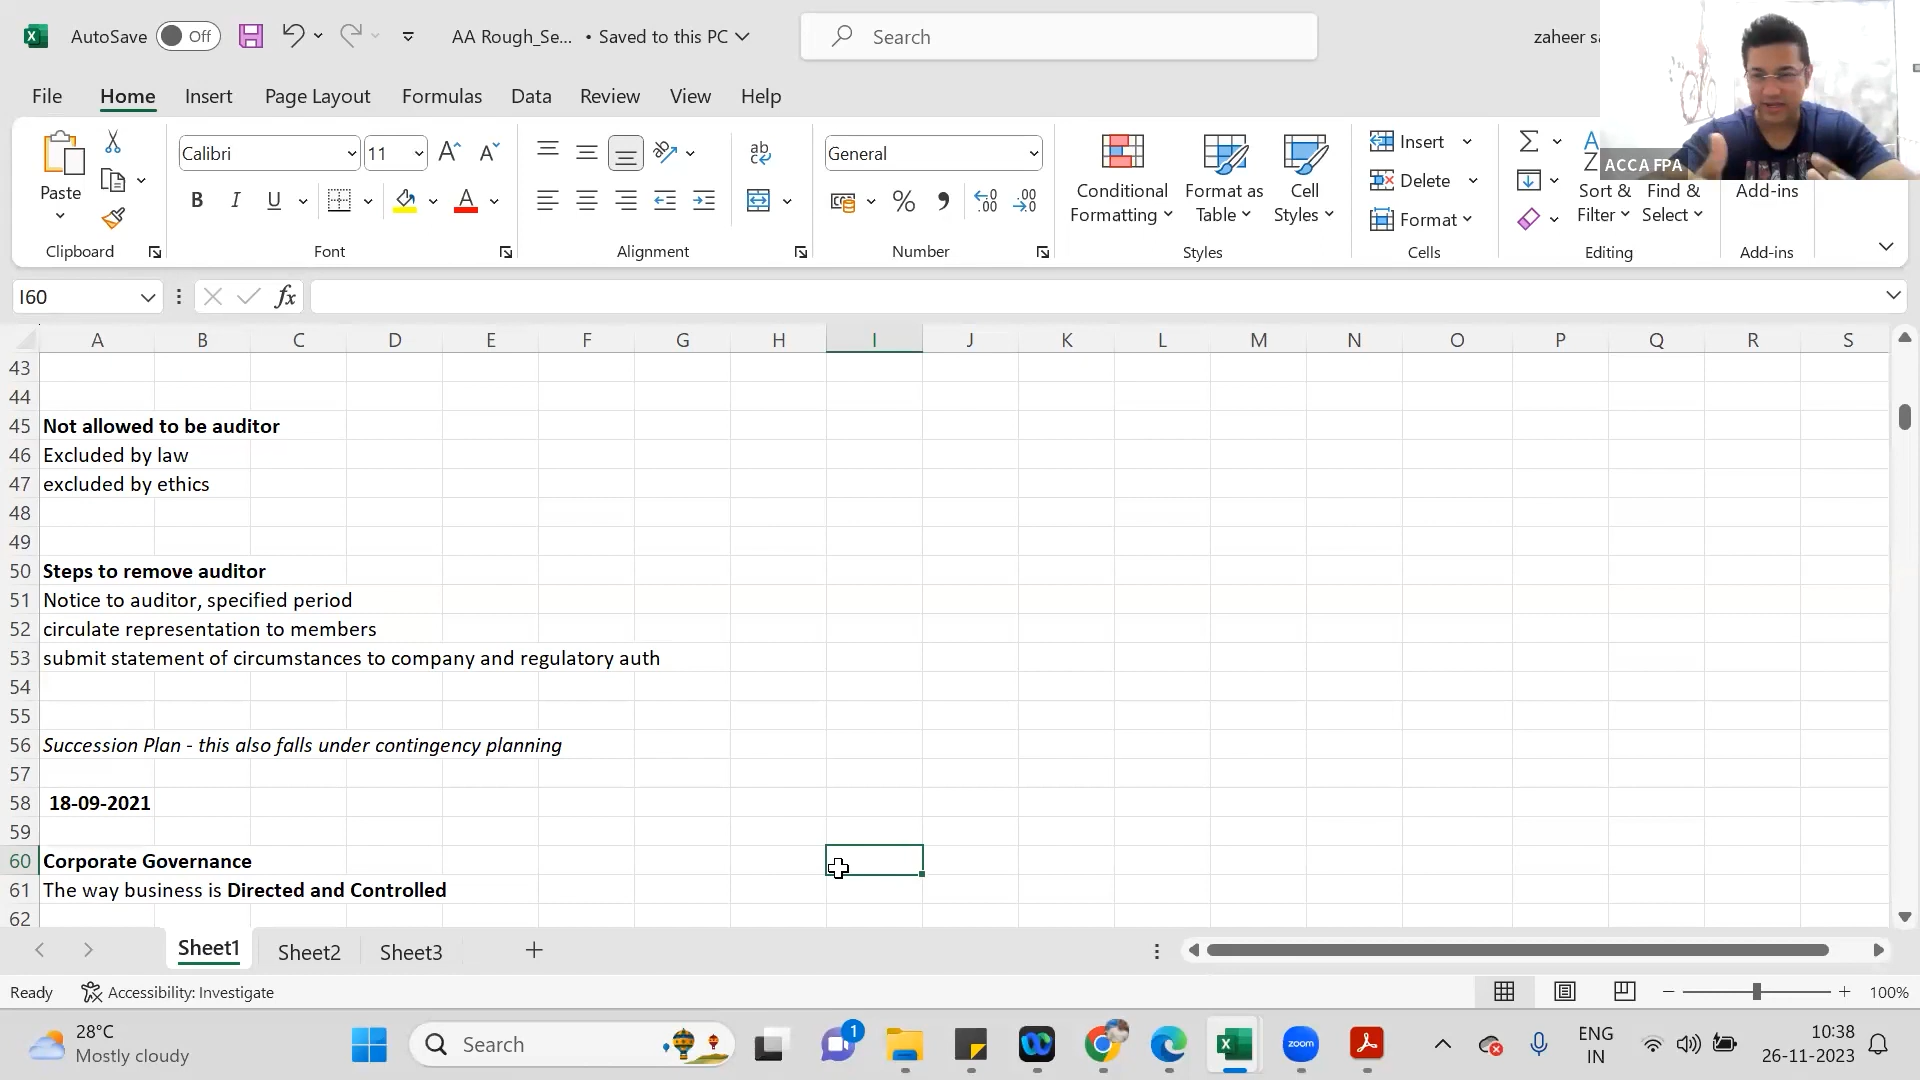 AutoSave Off AA Rough_Se... • Saved to this PC Search zaheer sa
File Home Insert Page Layout Formulas Data Review View Help
Calibri 11 General Insert
Paste Conditional Format as Cell Delete Sort & Find & Add-ins ACCA FPA
B I U Formatting Table Styles Format Filter Select
Clipboard Font Alignment Number Styles Cells Editing Add-ins
I60 fx
A B C D E F G H I J K L M N O P Q R S
43
44
45 Not allowed to be auditor
46 Excluded by law
47 excluded by ethics
48
49
50 Steps to remove auditor
51 Notice to auditor, specified period
52 circulate representation to members
53 submit statement of circumstances to company and regulatory auth
54
55
56 Succession Plan - this also falls under contingency planning
57
58 18-09-2021
59
60 Corporate Governance
61 The way business is Directed and Controlled
62
Sheet1 Sheet2 Sheet3
Ready Accessibility: Investigate 100%
28°C Search 1 zoom ENG 10:38
Mostly cloudy IN 26-11-2023